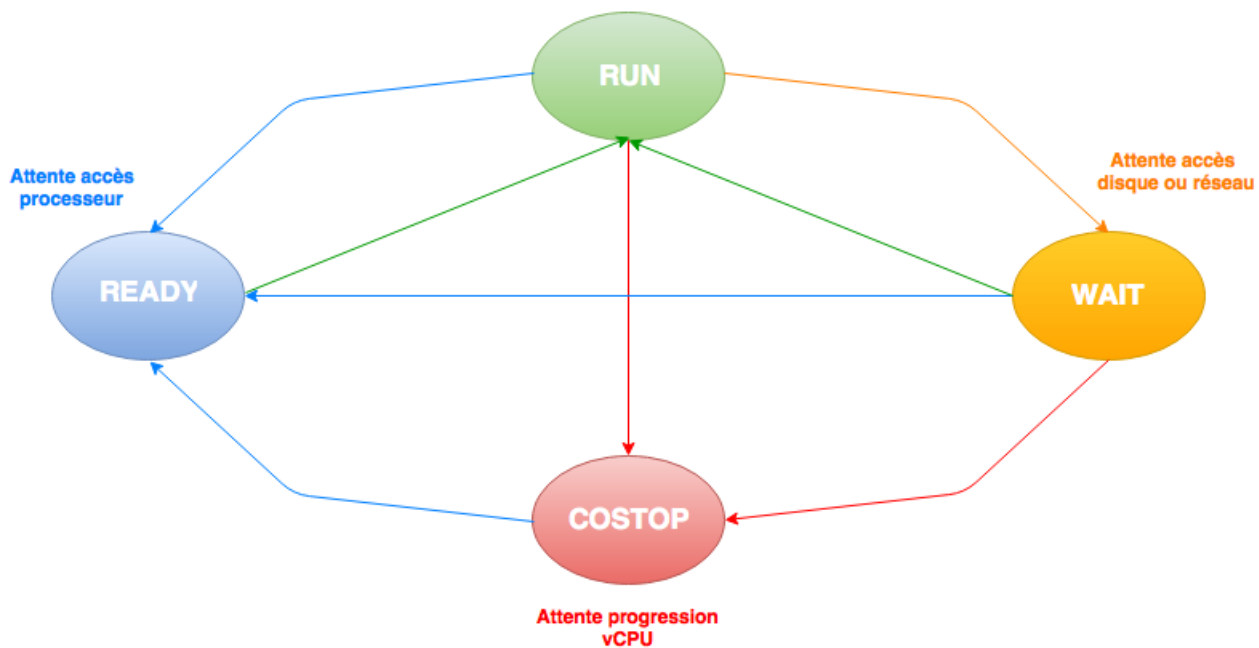 RUN
Attente accès
processeur
Attente accès
disque ou réseau
READY
WAIT
COSTOP
Attente progression
vCPU